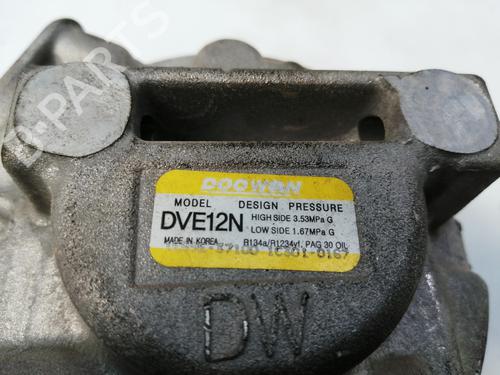 DOOWON
MODEL DESIGN PRESSURE
DVE12N HIGH SIDE 3.53MPa G
LOW SIDE 1.67MPa G
MADE IN KOREA R134a/R1234yf, PAG 30 OIL
DW
B-PARTS